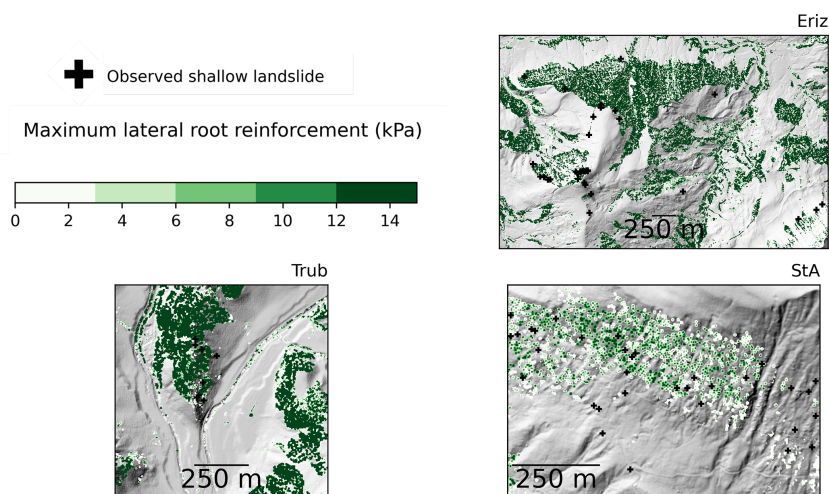 Eriz
Observed shallow landslide
Maximum lateral root reinforcement (kPa)
0 2 4 6 8 10 12 14
250 m
Trub
StA
250 m
250 m